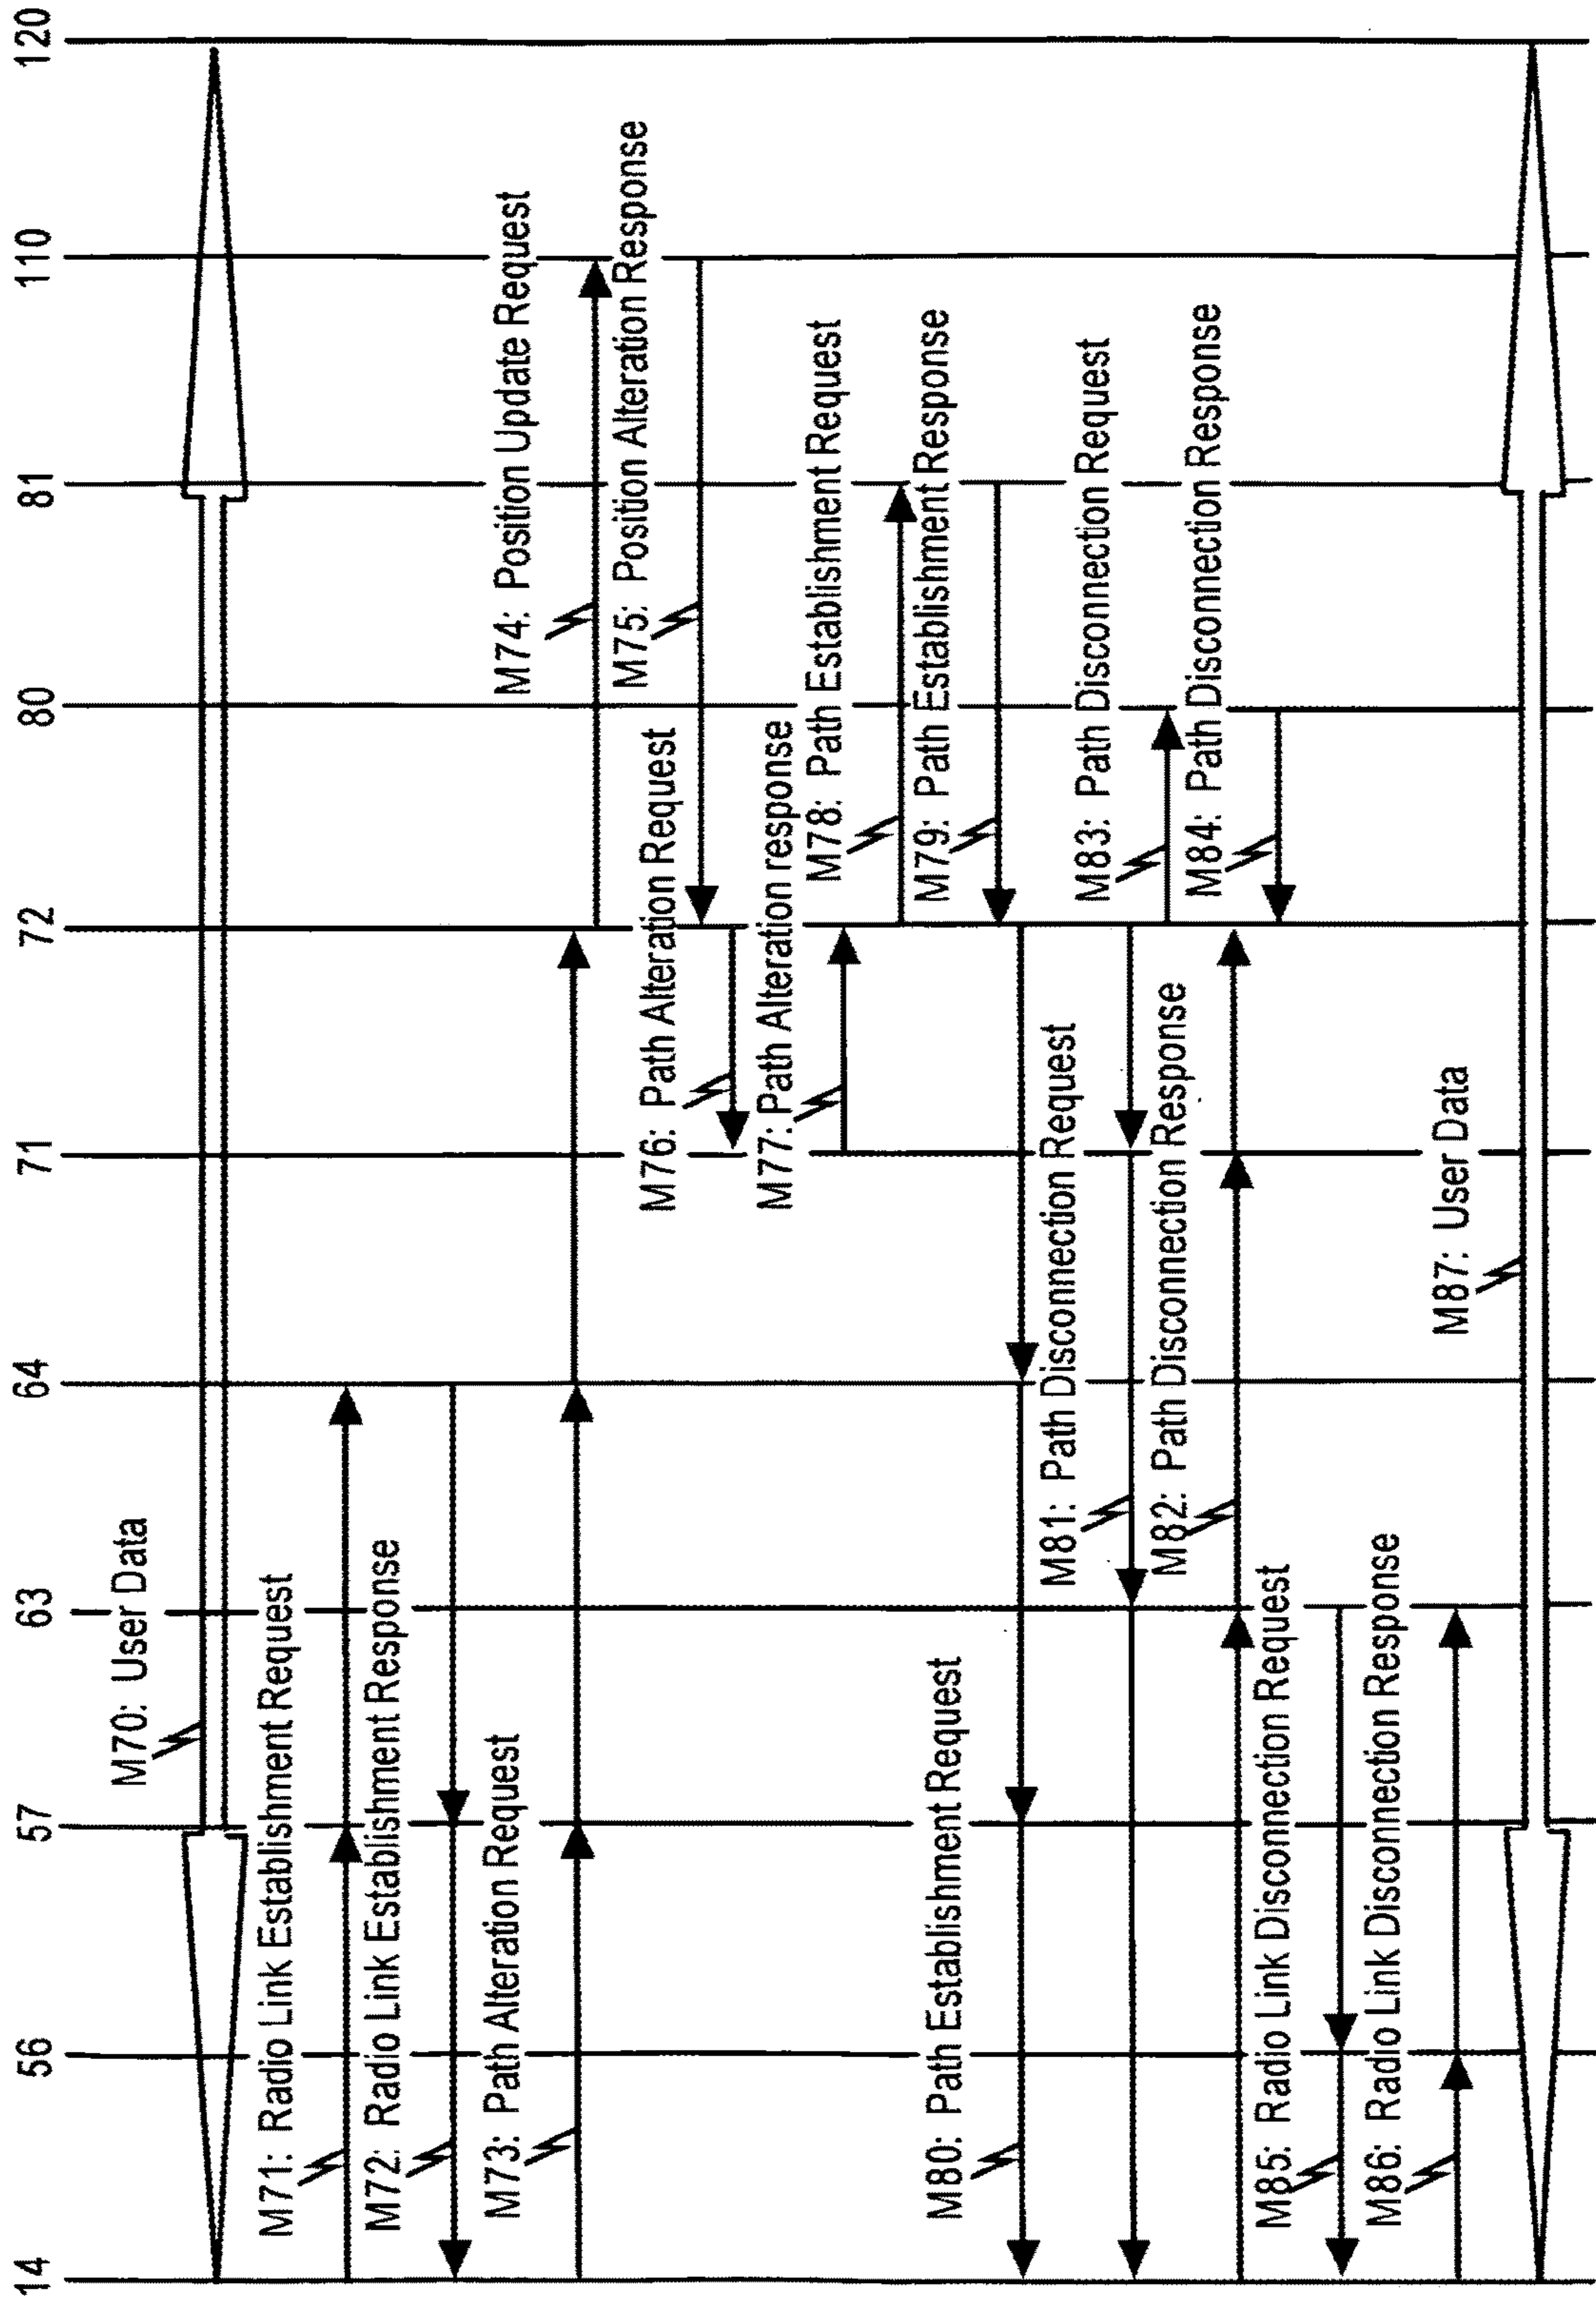 14 56 57 63 64 71 72 80 81 110 120
M70: User Data
M71: Radio Link Establishment Request
M72: Radio Link Establishment Response
M73: Path Alteration Request
M74: Position Update Request
M75: Position Alteration Response
M76: Path Alteration Request
M77: Path Alteration response
M78: Path Establishment Request
M79: Path Establishment Response
M80: Path Establishment Request
M81: Path Disconnection Request
M82: Path Disconnection Response
M83: Path Disconnection Request
M84: Path Disconnection Response
M85: Radio Link Disconnection Request
M86: Radio Link Disconnection Response
M87: User Data